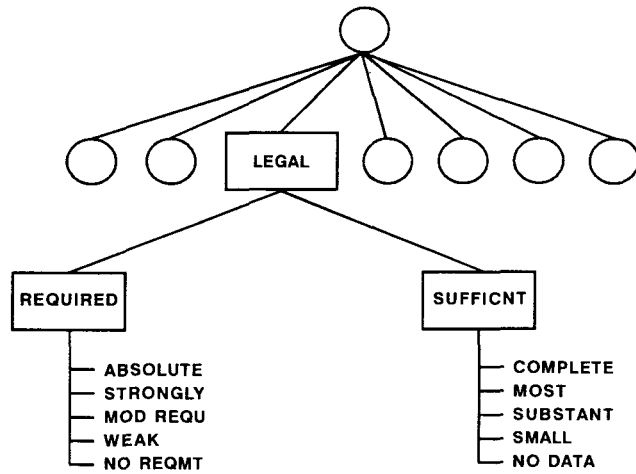 LEGAL
REQUIRED
SUFFICNT
ABSOLUTE
STRONGLY
MOD REQU
WEAK
NO REQMT
COMPLETE
MOST
SUBSTANT
SMALL
NO DATA